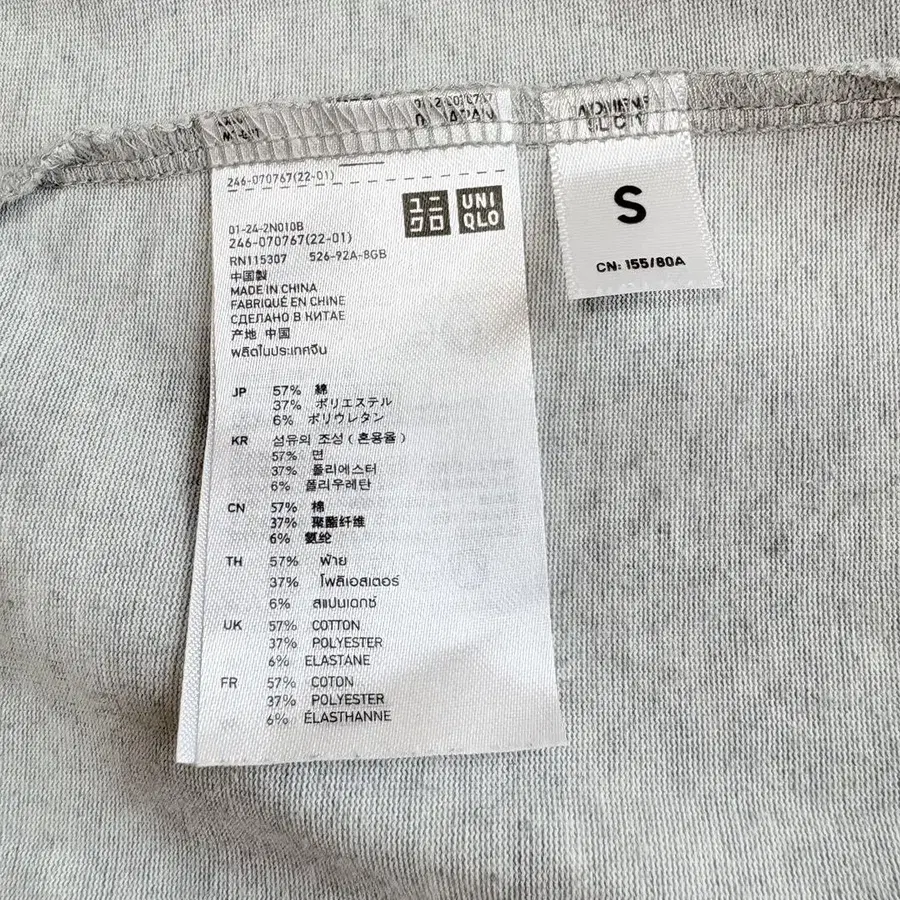 246-070767(22-01)
ユニ
クロ
UNI
QLO
01-24-2N010B
246-070767(22-01)
RN115307 526-92A-8GB
中国製
MADE IN CHINA
FABRIQUÉ EN CHINE
СДЕЛАНО В КИТАЕ
产地 中国
ผลิตในประเทศจีน
JP 57% 綿
37% ポリエステル
6% ポリウレタン
KR 섬유의 조성 ( 혼용율 )
57% 면
37% 폴리에스터
6% 폴리우레탄
CN 57% 棉
37% 聚酯纤维
6% 氨纶
TH 57% ฝ้าย
37% โพลีเอสเตอร์
6% สแปนเดกซ์
UK 57% COTTON
37% POLYESTER
6% ELASTANE
FR 57% COTON
37% POLYESTER
6% ÉLASTHANNE
S
CN: 155/80A